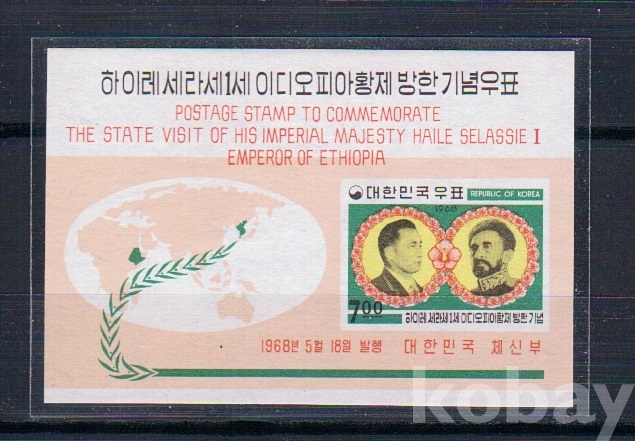 하이레 세라세1세 이디오피아황제 방한기념우표
POSTAGE STAMP TO COMMEMORATE
THE STATE VISIT OF HIS IMPERIAL MAJESTY HAILE SELASSIE I
EMPEROR OF ETHIOPIA
대한민국우표 REPUBLIC OF KOREA
1968
7.00
하이레 세라세1세 이디오피아황제 방한기념
1968년 5월 18일 발행 대한민국 체신부
kobay